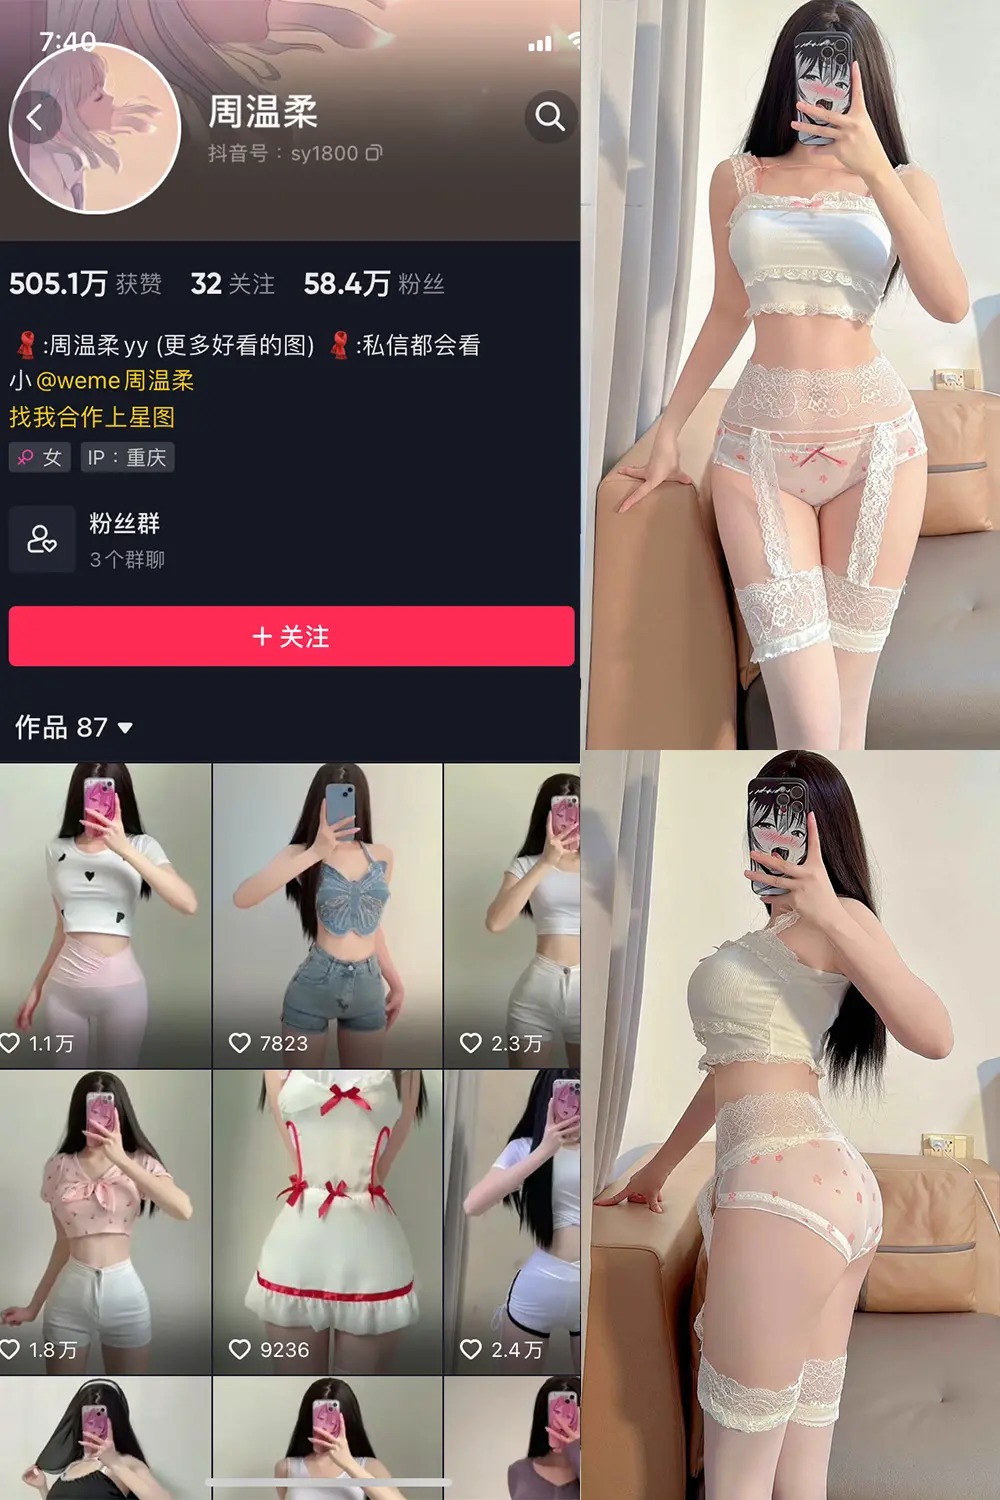 7:40
周温柔
抖音号：sy1800
505.1万 获赞 32 关注 58.4万 粉丝
:周温柔yy (更多好看的图) :私信都会看
小@weme周温柔
找我合作上星图
女 IP：重庆
粉丝群
3个群聊
+ 关注
作品 87
1.1万 7823 2.3万
1.8万 9236 2.4万